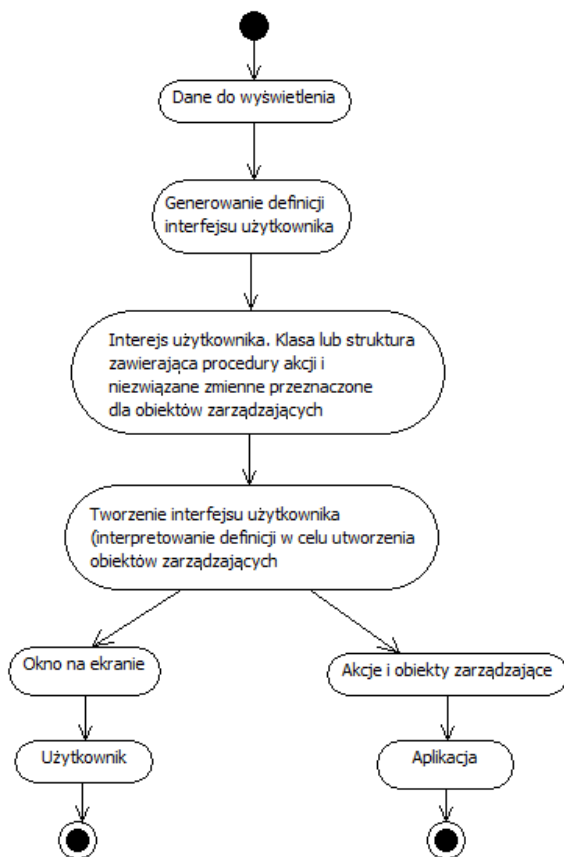 Dane do wyświetlenia
Generowanie definicji
interfejsu użytkownika
Interejs użytkownika. Klasa lub struktura
zawierająca procedury akcji i
niezwiązane zmienne przeznaczone
dla obiektów zarządzających
Tworzenie interfejsu użytkownika
(interpretowanie definicji w celu utworzenia
obiektów zarządzających
Okno na ekranie
Akcje i obiekty zarządzające
Użytkownik
Aplikacja